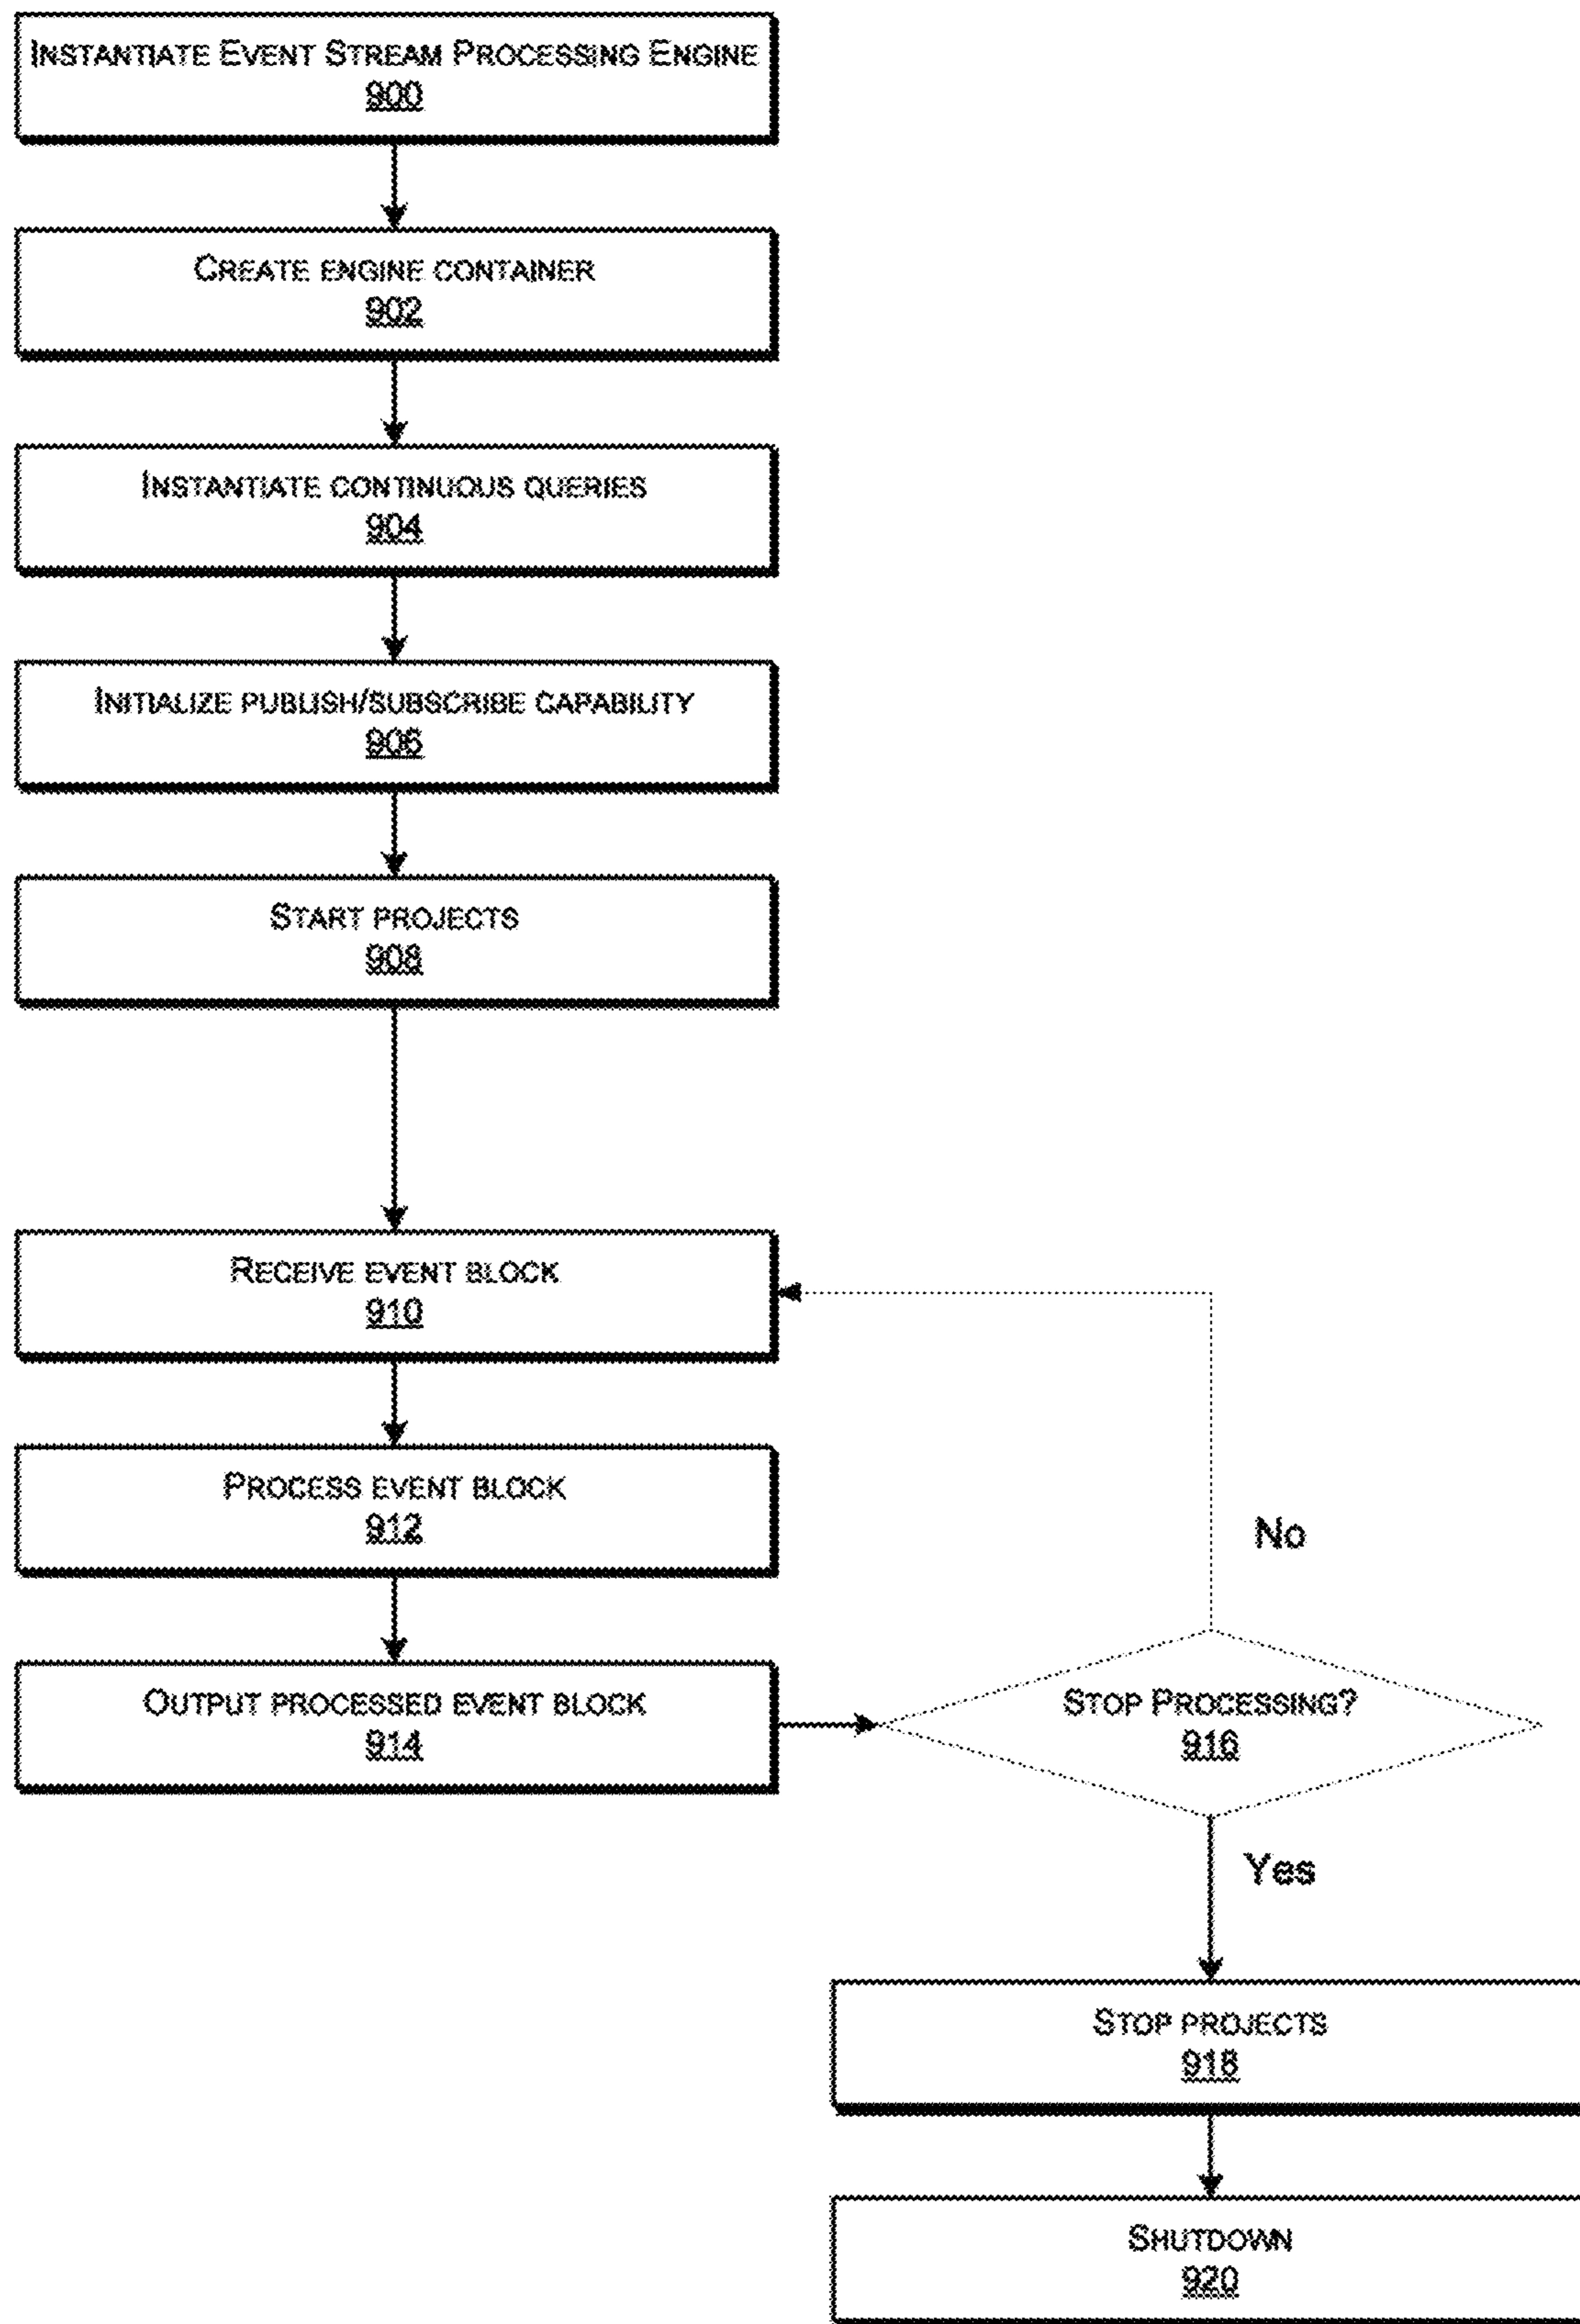 INSTANTIATE EVENT STREAM PROCESSING ENGINE
900
CREATE ENGINE CONTAINER
902
INSTANTIATE CONTINUOUS QUERIES
904
INITIALIZE PUBLISH/SUBSCRIBE CAPABILITY
906
START PROJECTS
908
RECEIVE EVENT BLOCK
910
PROCESS EVENT BLOCK
912
No
OUTPUT PROCESSED EVENT BLOCK
914
STOP PROCESSING?
916
Yes
STOP PROJECTS
918
SHUTDOWN
920